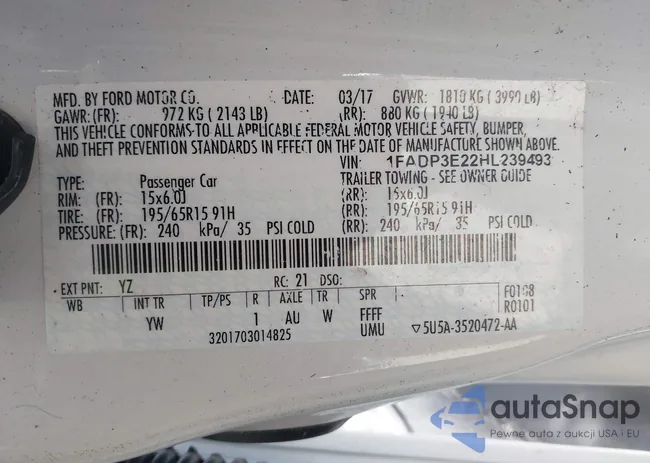 MFD. BY FORD MOTOR CO. DATE: 03/17 GVWR: 1810 KG ( 3990 LB)
GAWR: (FR): 972 KG ( 2143 LB) (RR): 880 KG ( 1940 LB)
THIS VEHICLE CONFORMS TO ALL APPLICABLE FEDERAL MOTOR VEHICLE SAFETY, BUMPER,
AND THEFT PREVENTION STANDARDS IN EFFECT ON THE DATE OF MANUFACTURE SHOWN ABOVE.
VIN: 1FADP3E22HL239493
TYPE: Passenger Car TRAILER TOWING - SEE OWNER GUIDE
RIM: (FR): 15x6.0J (RR): 15x6.0J
TIRE: (FR): 195/65R15 91H (RR): 195/65R15 91H
PRESSURE: (FR): 240 kPa/ 35 PSI COLD (RR): 240 kPa/ 35 PSI COLD
EXT PNT: YZ RC: 21 DSO: F0108
WB INT TR TP/PS R AXLE TR SPR R0101
YW 1 AU W FFFF
3201703014825 UMU ▽5U5A-3520472-AA
autoSnap
Pewne auta z aukcji USA i EU